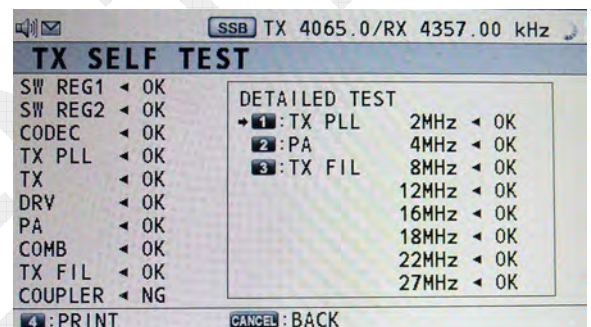 SSB TX 4065.0/RX 4357.00 kHz
TX SELF TEST
SW REG1 ◄ OK
SW REG2 ◄ OK
CODEC ◄ OK
TX PLL ◄ OK
TX ◄ OK
DRV ◄ OK
PA ◄ OK
COMB ◄ OK
TX FIL ◄ OK
COUPLER ◄ NG
DETAILED TEST
→1:TX PLL 2MHz ◄ OK
2:PA 4MHz ◄ OK
3:TX FIL 8MHz ◄ OK
12MHz ◄ OK
16MHz ◄ OK
18MHz ◄ OK
22MHz ◄ OK
27MHz ◄ OK
4:PRINT CANCEL:BACK